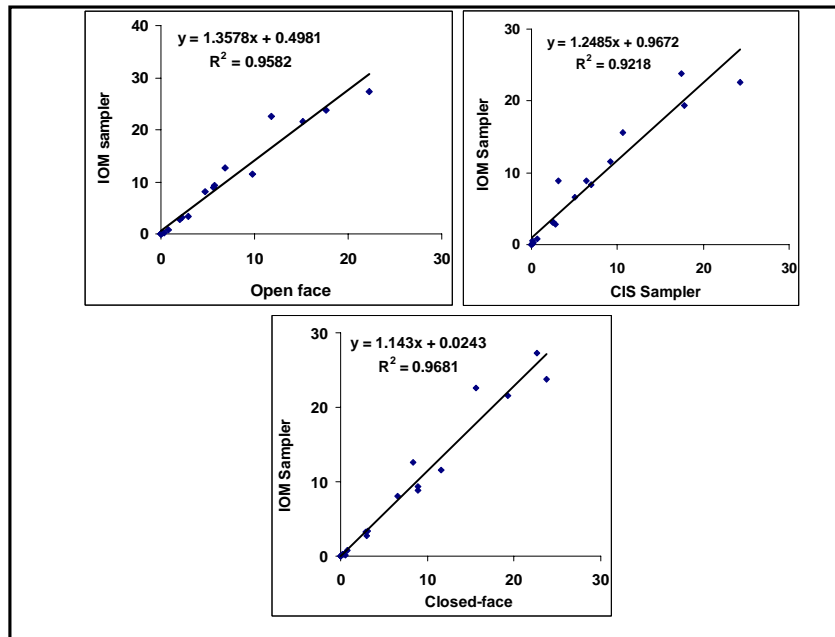 y = 1.3578x + 0.4981
R² = 0.9582
40
30
20
10
0
IOM sampler
0 10 20 30
Open face
y = 1.2485x + 0.9672
R² = 0.9218
30
20
10
0
IOM Sampler
0 10 20 30
CIS Sampler
y = 1.143x + 0.0243
R² = 0.9681
30
20
10
0
IOM Sampler
0 10 20 30
Closed-face